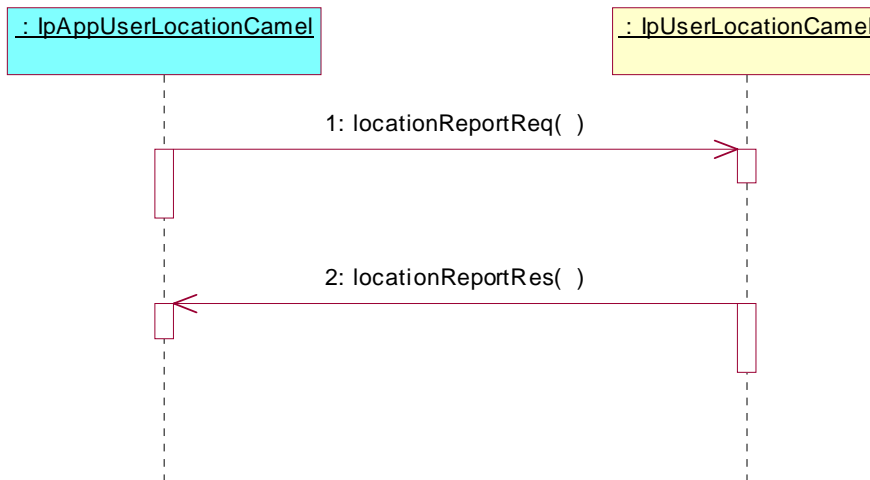 : IpAppUserLocationCamel
: IpUserLocationCamel
1: locationReportReq( )
2: locationReportRes( )